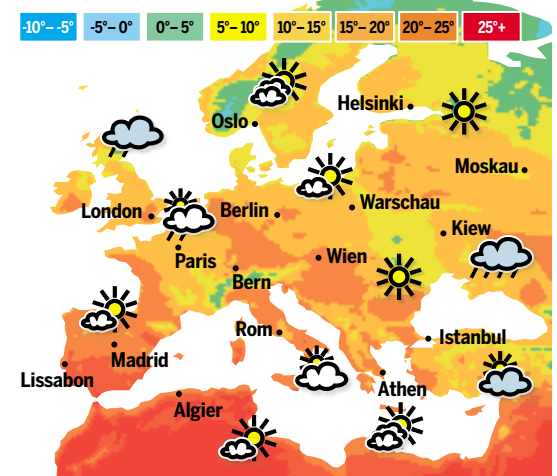 -10°– -5° -5°– 0° 0°– 5° 5°– 10° 10°– 15° 15°– 20° 20°– 25° 25°+
Helsinki
Oslo
Moskau
London Berlin Warschau
Kiew
Paris Wien
Bern
Rom Istanbul
Madrid
Lissabon Athen
Algier